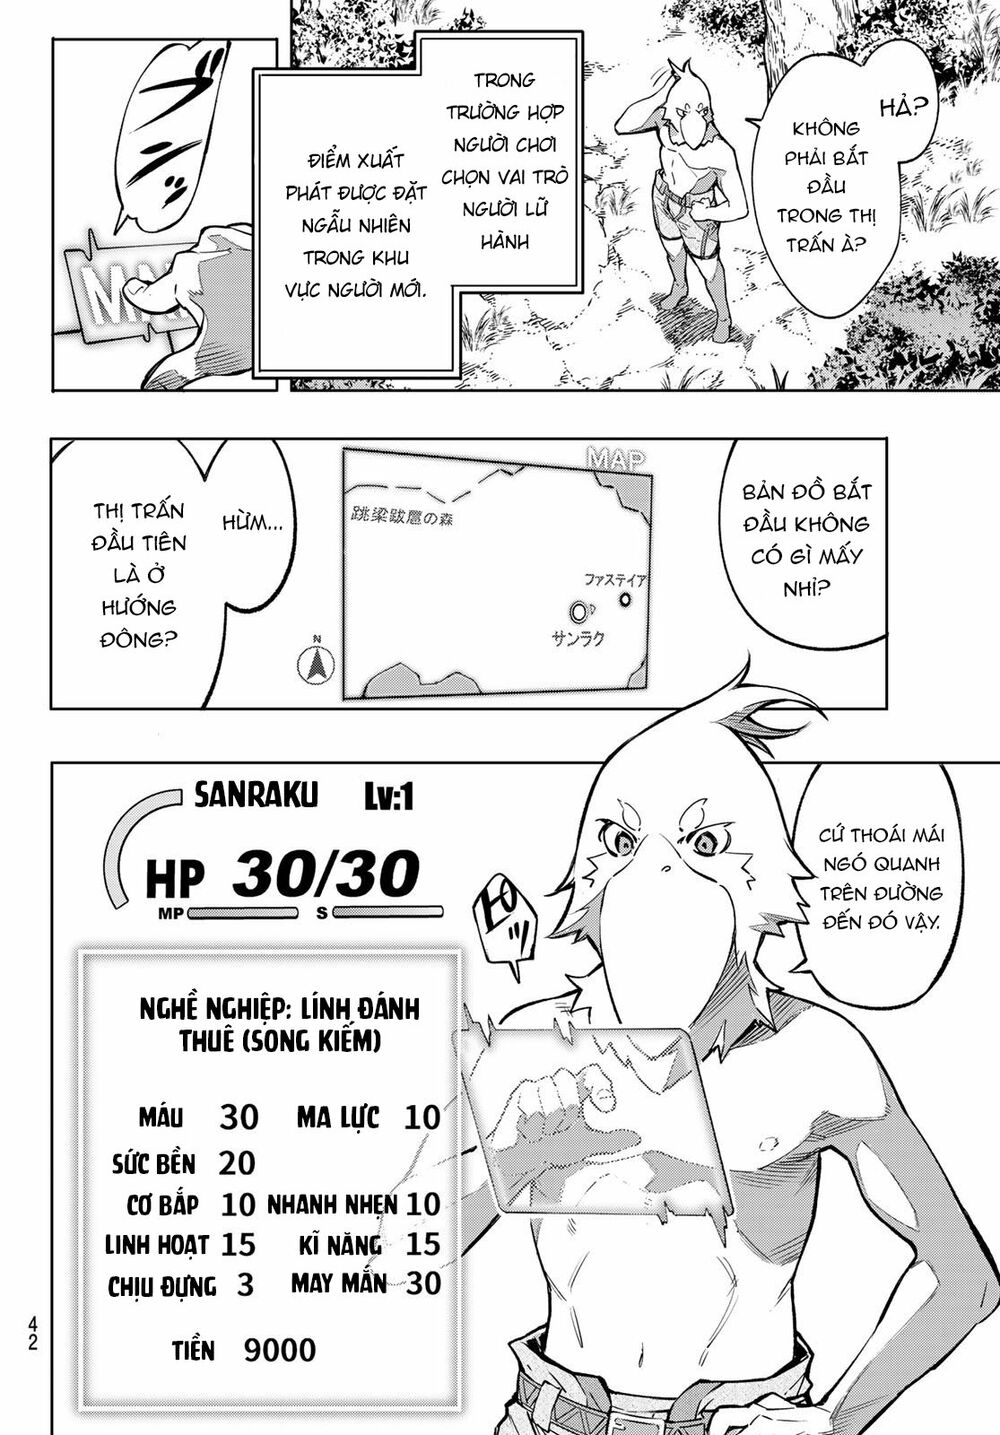 HẢ?
KHÔNG
PHẢI BẮT
ĐẦU
TRONG THỊ
TRẤN À?
TRONG
TRƯỜNG HỢP
NGƯỜI CHƠI
CHỌN VAI TRÒ
NGƯỜI LỮ
HÀNH
ĐIỂM XUẤT
PHÁT ĐƯỢC ĐẶT
NGẪU NHIÊN
TRONG KHU
VỰC NGƯỜI MỚI.
BẢN ĐỒ BẮT
ĐẦU KHÔNG
CÓ GÌ MẤY
NHỈ?
MAP
跳梁跋扈の森
ファステイア
サンラク
N
HỪM...
THỊ TRẤN
ĐẦU TIÊN
LÀ Ở
HƯỚNG
ĐÔNG?
CỨ THOẢI MÁI
NGÓ QUANH
TRÊN ĐƯỜNG
ĐẾN ĐÓ VẬY.
SANRAKU Lv:1
HP 30/30
MP S
NGHỀ NGHIỆP: LÍNH ĐÁNH
THUÊ (SONG KIẾM)
MÁU 30 MA LỰC 10
SỨC BỀN 20
CƠ BẮP 10 NHANH NHẸN 10
LINH HOẠT 15 KĨ NĂNG 15
CHỊU ĐỰNG 3 MAY MẮN 30
TIỀN 9000
42